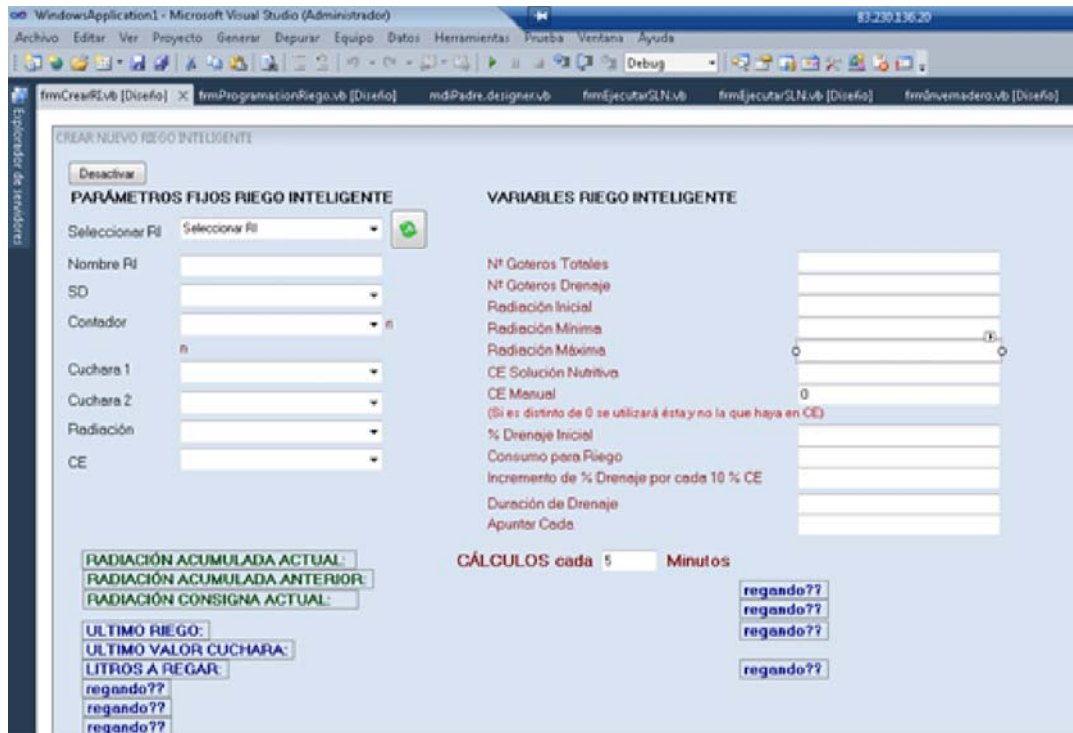 WindowsApplication1 - Microsoft Visual Studio (Administrador)
83.230.136.20
Archivo Editar Ver Proyecto Generar Depurar Equipo Datos Herramientas Prueba Ventana Ayuda
Debug
frmCrearRI.vb [Diseño] frmProgramacionRiego.vb [Diseño] mdiPadre.designer.vb frmEjecutarSLN.vb frmEjecutarSLN.vb [Diseño] frmInvernadero.vb [Diseño]
Explorador de servidores
CREAR NUEVO RIEGO INTELIGENTE
Desactivar
PARÁMETROS FIJOS RIEGO INTELIGENTE
Seleccionar RI Seleccionar RI
Nombre RI
SD
Contador n
n
Cuchara 1
Cuchara 2
Radiación
CE
VARIABLES RIEGO INTELIGENTE
Nº Goteros Totales
Nº Goteros Drenaje
Radiación Inicial
Radiación Mínima
Radiación Máxima
CE Solución Nutritiva
CE Manual 0
(Si es distinto de 0 se utilizará ésta y no la que haya en CE)
% Drenaje Inicial
Consumo para Riego
Incremento de % Drenaje por cada 10 % CE
Duración de Drenaje
Apuntar Cada
RADIACIÓN ACUMULADA ACTUAL:
RADIACIÓN ACUMULADA ANTERIOR:
RADIACIÓN CONSIGNA ACTUAL:
CÁLCULOS cada 5 Minutos
ULTIMO RIEGO:
ULTIMO VALOR CUCHARA:
LITROS A REGAR:
regando??
regando??
regando??
regando??
regando??
regando??
regando??